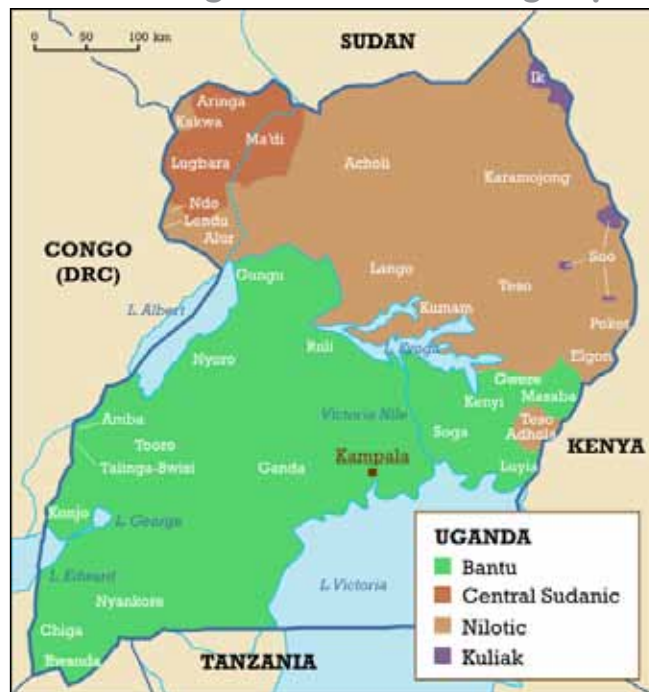 0 50 100 km
SUDAN
Ik
Aringa
Kakwa
Ma'di
Lugbara
Acholi
Karamojong
Ndo
Lendu
Alur
CONGO
(DRC)
Soo
Gungu
Lango
Teso
L. Albert
Kumam
Pokot
Ruli
L. Kyoga
Elgon
Nyoro
Gwere
Kenyi
Masaba
Amba
Victoria Nile
Teso
Adhola
Soga
KENYA
Tooro
Talinga-Bwisi
Ganda
Kampala
Luyia
Konjo
L. George
L. Edward
L. Victoria
Nyankore
Chiga
Rwanda
TANZANIA
UGANDA
Bantu
Central Sudanic
Nilotic
Kuliak